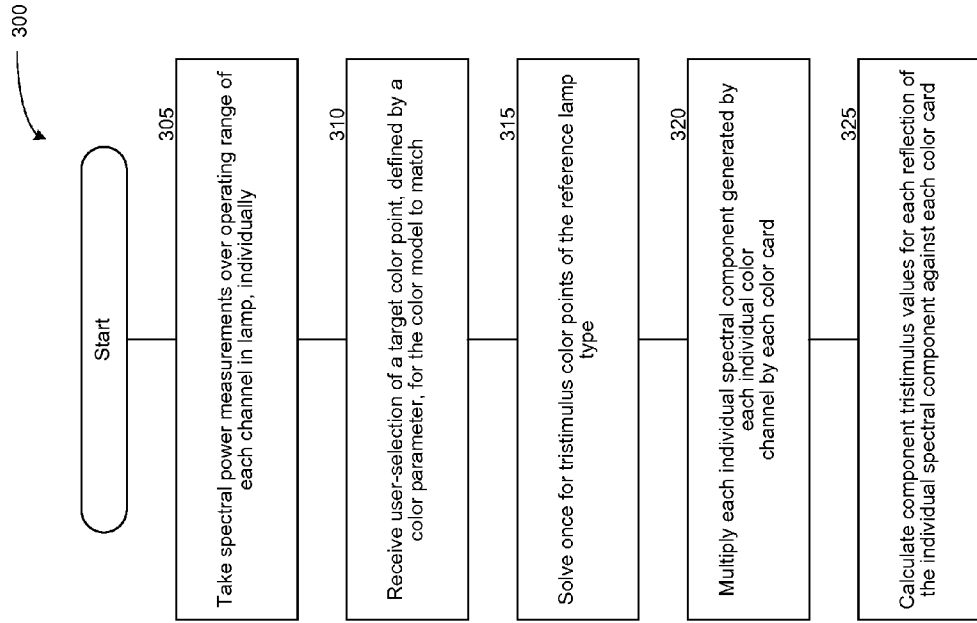 300
Start
305
Take spectral power measurements over operating range of
each channel in lamp, individually
310
Receive user-selection of a target color point, defined by a
color parameter, for the color model to match
315
Solve once for tristimulus color points of the reference lamp
type
320
Multiply each individual spectral component generated by
each individual color
channel by each color card
325
Calculate component tristimulus values for each reflection of
the individual spectral component against each color card